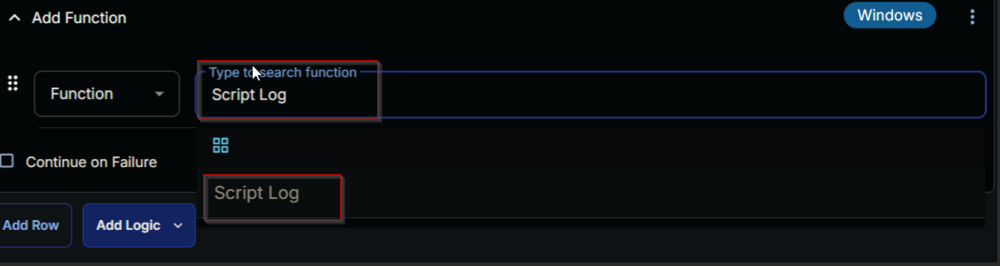 Add Function
Windows
Type to search function
Function
Script Log
Continue on Failure
Script Log
Add Row
Add Logic